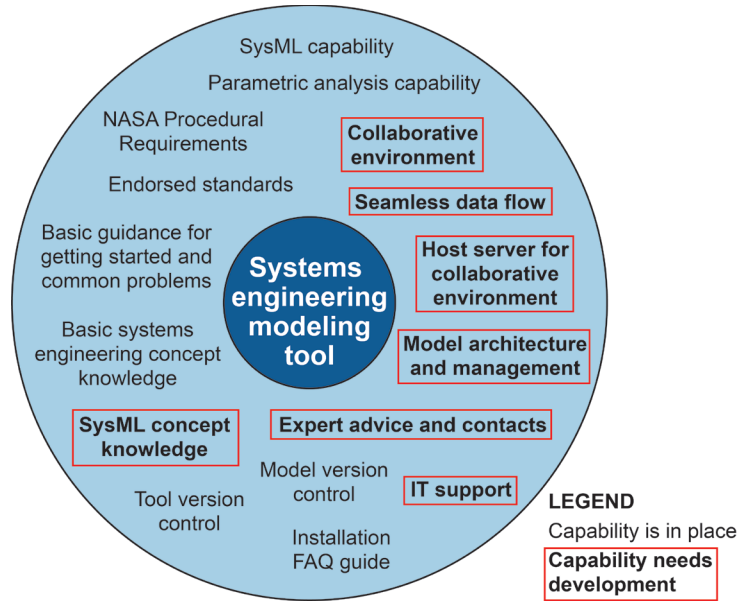 SysML capability
Parametric analysis capability
NASA Procedural
Requirements
Collaborative
environment
Endorsed standards
Seamless data flow
Basic guidance for
getting started and
common problems
Systems
engineering
modeling
tool
Host server for
collaborative
environment
Basic systems
engineering concept
knowledge
Model architecture
and management
SysML concept
knowledge
Expert advice and contacts
Model version
control
IT support
Tool version
control
Installation
FAQ guide
LEGEND
Capability is in place
Capability needs
development